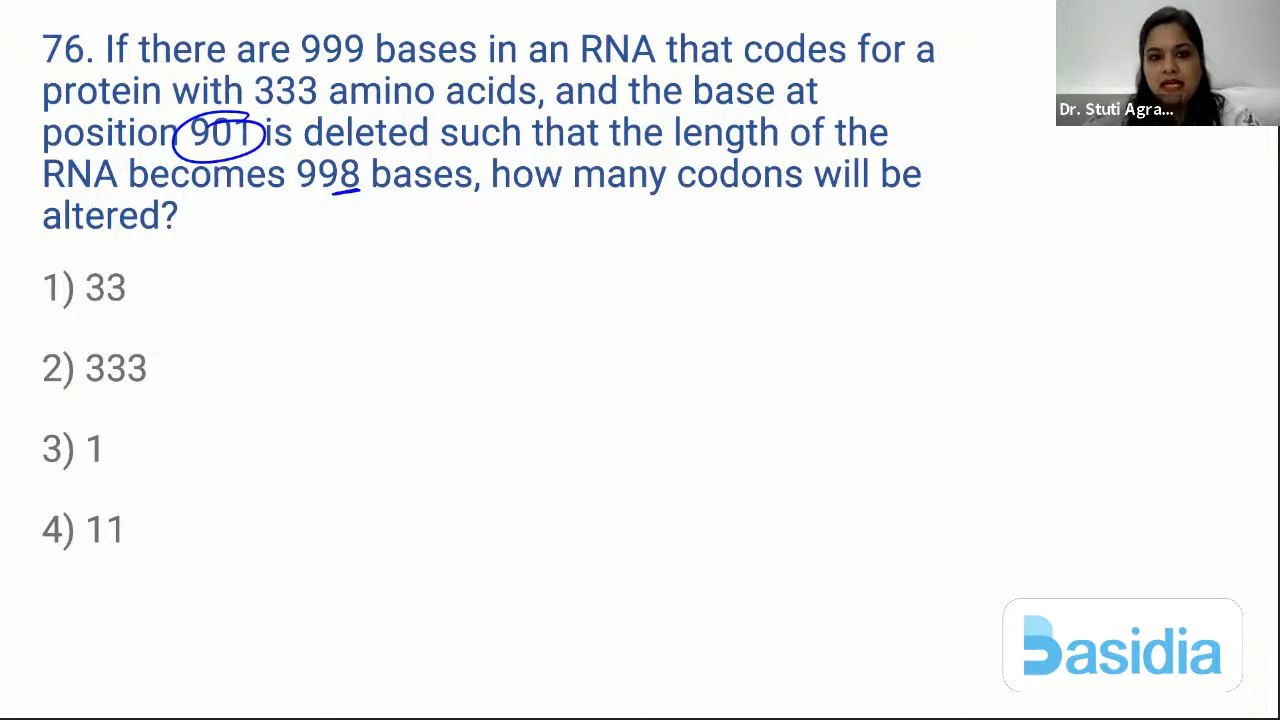 76. If there are 999 bases in an RNA that codes for a
protein with 333 amino acids, and the base at
position 901 is deleted such that the length of the
RNA becomes 998 bases, how many codons will be
altered?
1) 33
2) 333
3) 1
4) 11
Dr. Stuti Agra...
Basidia